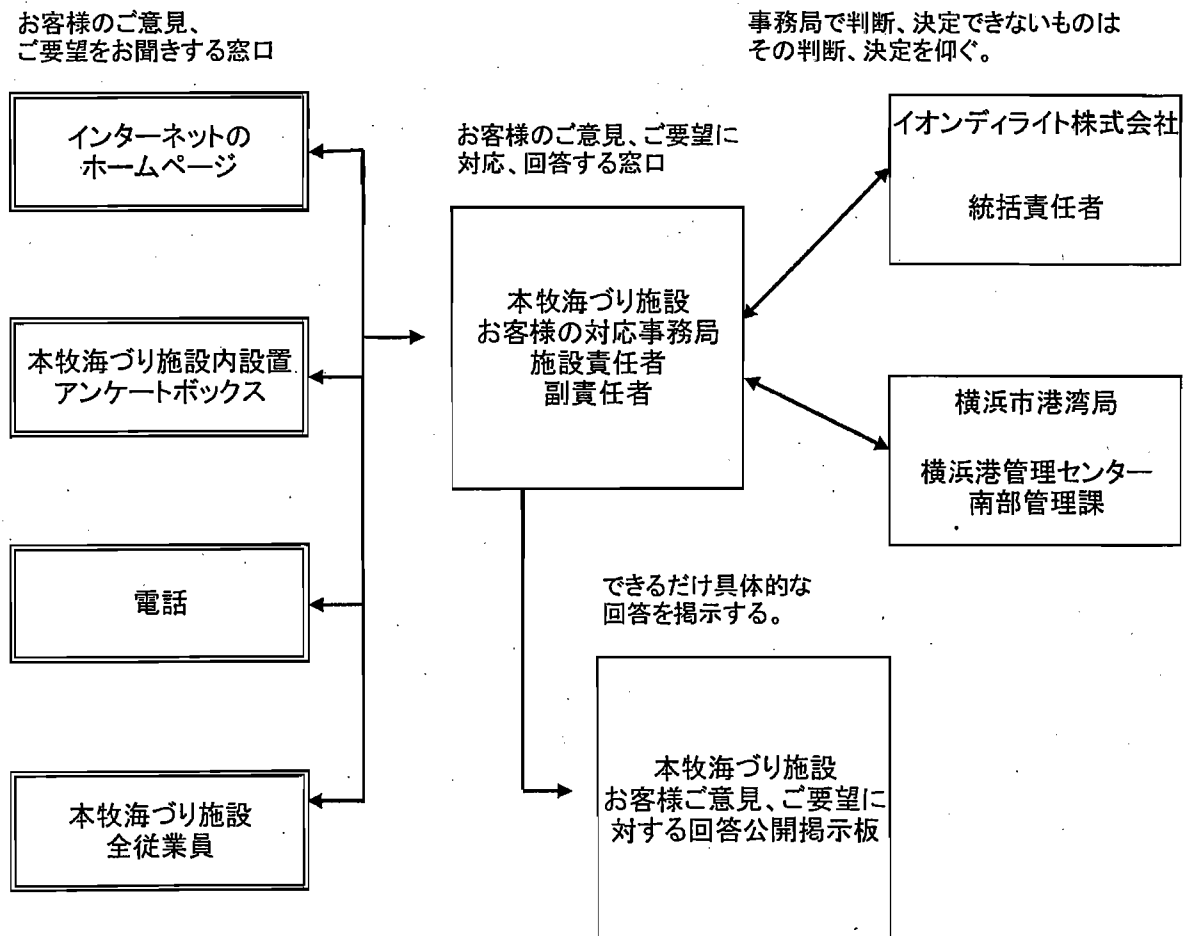 お客様のご意見、
ご要望をお聞きする窓口
インターネットの
ホームページ
本牧海づり施設内設置
アンケートボックス
電話
本牧海づり施設
全従業員
お客様のご意見、ご要望に
対応、回答する窓口
本牧海づり施設
お客様の対応事務局
施設責任者
副責任者
事務局で判断、決定できないものは
その判断、決定を仰ぐ。
イオンディライト株式会社
統括責任者
横浜市港湾局
横浜港管理センター
南部管理課
できるだけ具体的な
回答を掲示する。
本牧海づり施設
お客様ご意見、ご要望に
対する回答公開掲示板